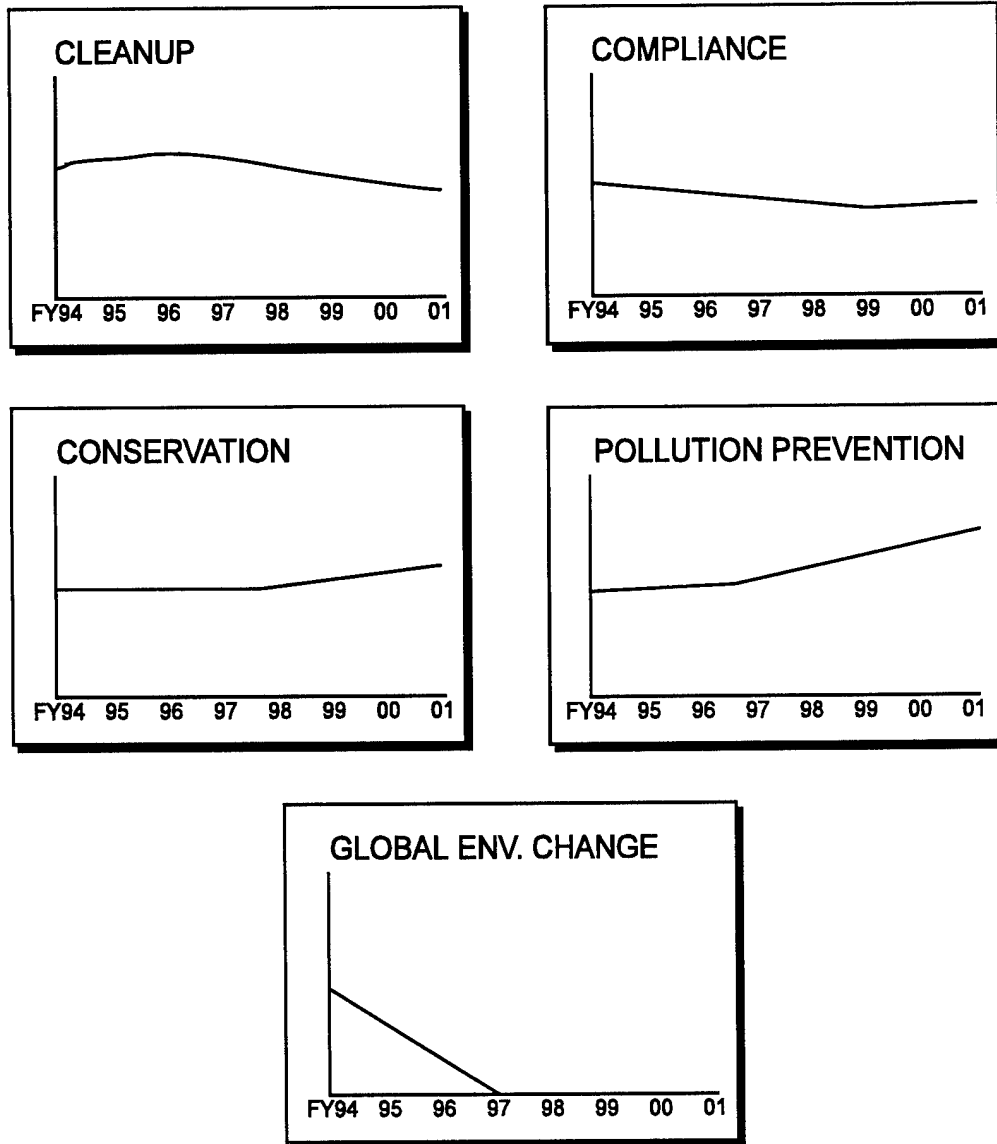 CLEANUP
FY94 95 96 97 98 99 00 01
COMPLIANCE
FY94 95 96 97 98 99 00 01
CONSERVATION
FY94 95 96 97 98 99 00 01
POLLUTION PREVENTION
FY94 95 96 97 98 99 00 01
GLOBAL ENV. CHANGE
FY94 95 96 97 98 99 00 01